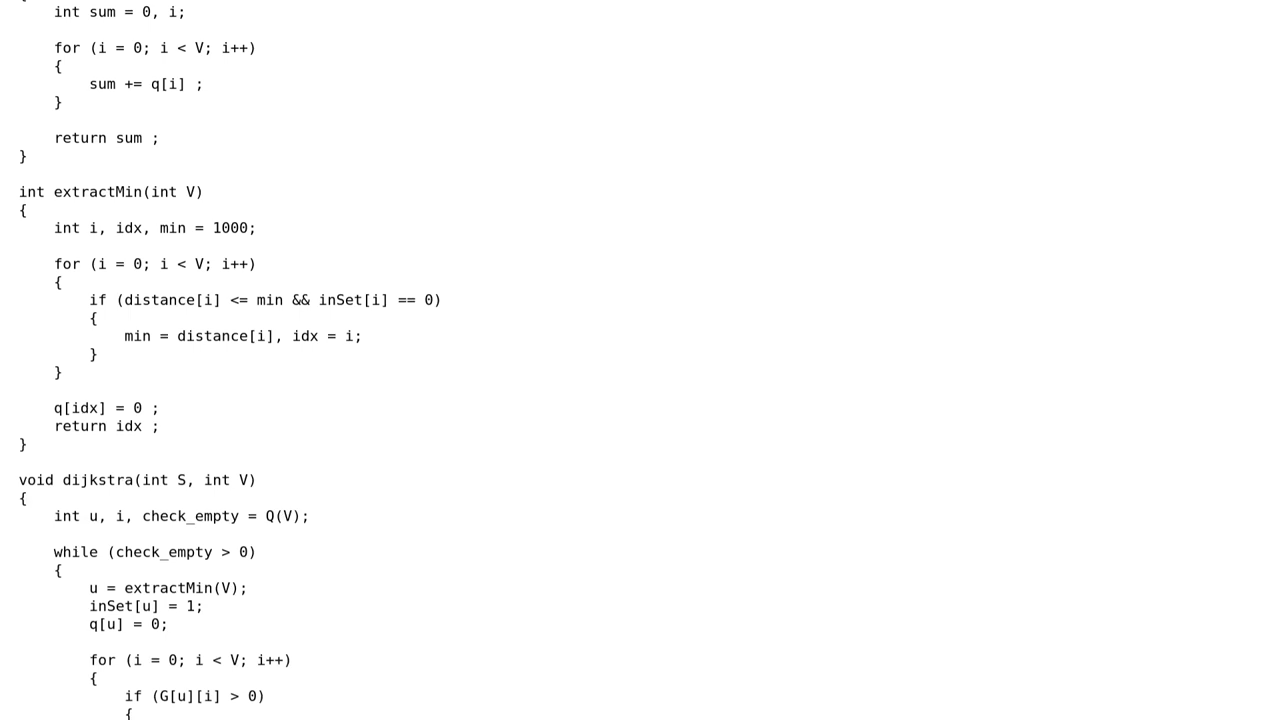 int sum = 0, i;

    for (i = 0; i < V; i++)
    {
        sum += q[i] ;
    }

    return sum ;
}

int extractMin(int V)
{
    int i, idx, min = 1000;

    for (i = 0; i < V; i++)
    {
        if (distance[i] <= min && inSet[i] == 0)
        {
            min = distance[i], idx = i;
        }
    }

    q[idx] = 0 ;
    return idx ;
}

void dijkstra(int S, int V)
{
    int u, i, check_empty = Q(V);

    while (check_empty > 0)
    {
        u = extractMin(V);
        inSet[u] = 1;
        q[u] = 0;

        for (i = 0; i < V; i++)
        {
            if (G[u][i] > 0)
            {